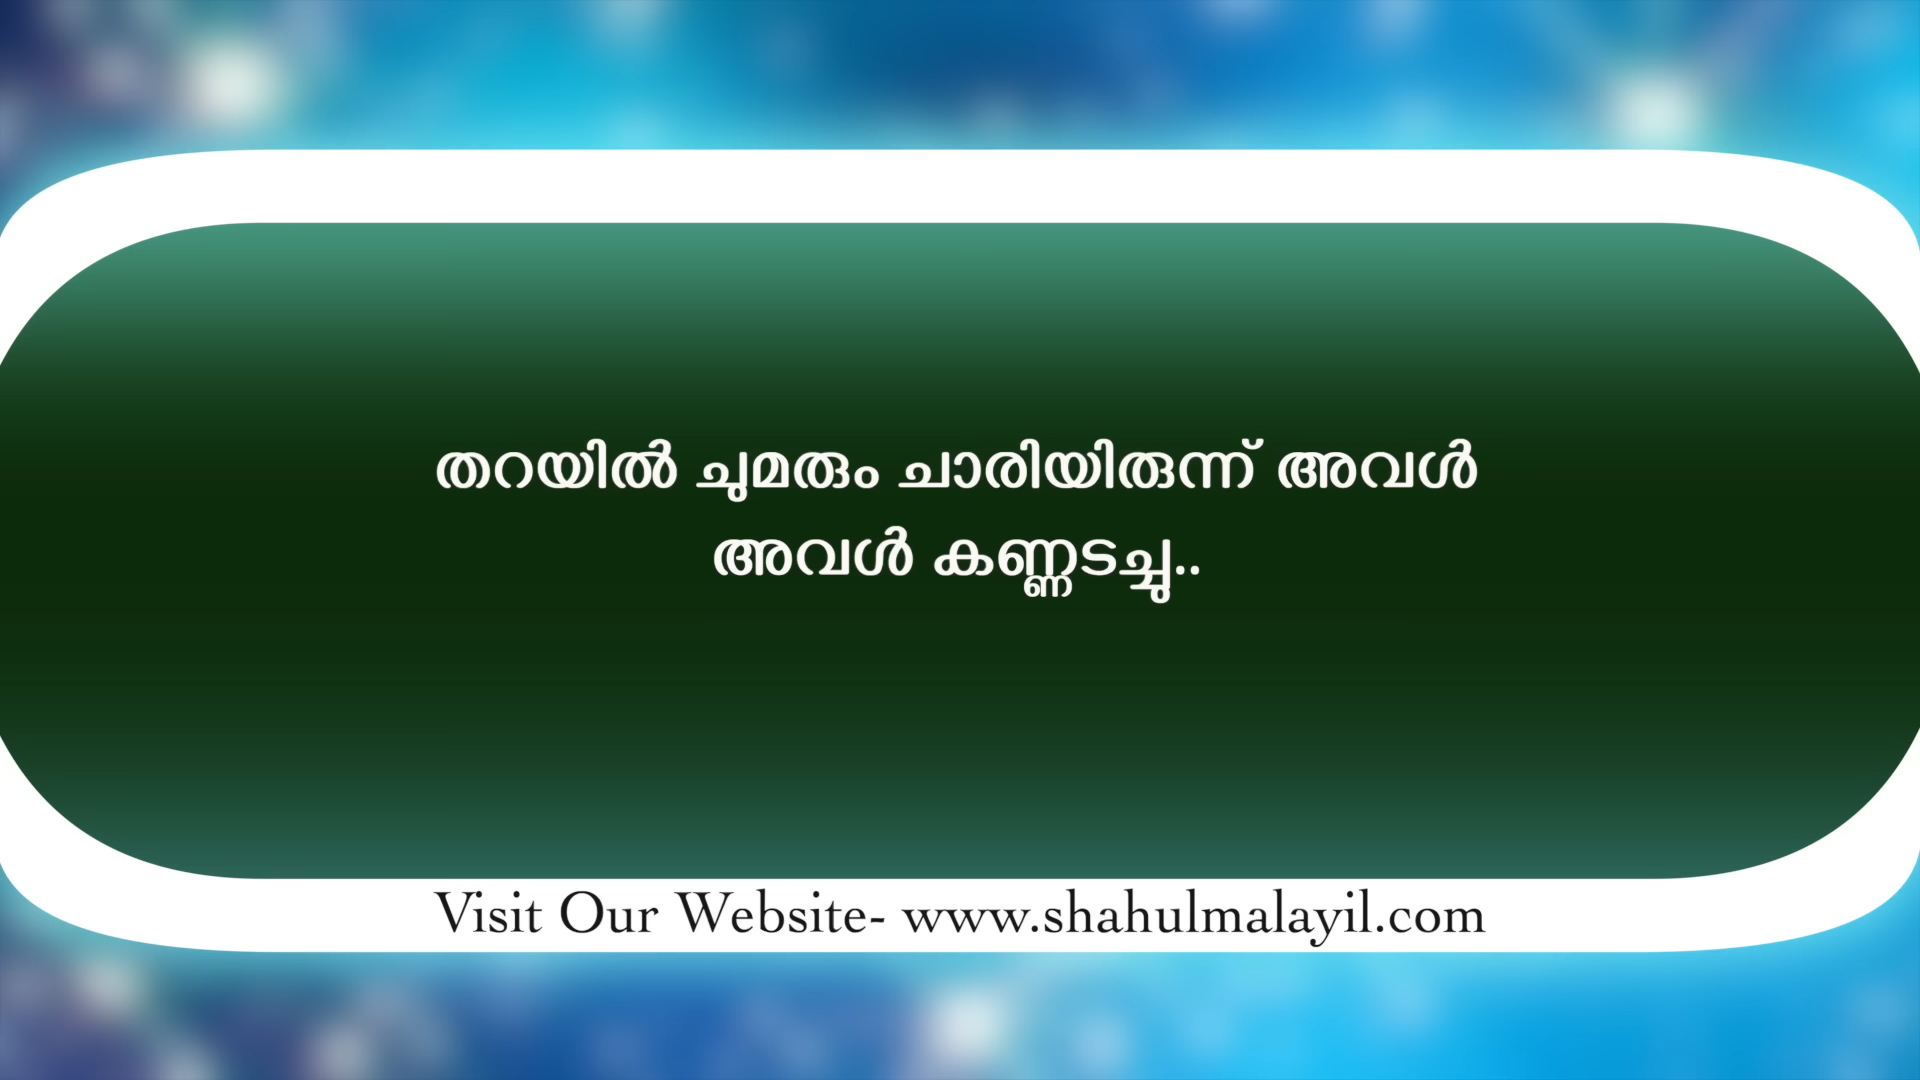 തറയിൽ ചുമരും ചാരിയിരുന്ന് അവൾ
അവൾ കണ്ണടച്ചു..
Visit Our Website- www.shahulmalayil.com